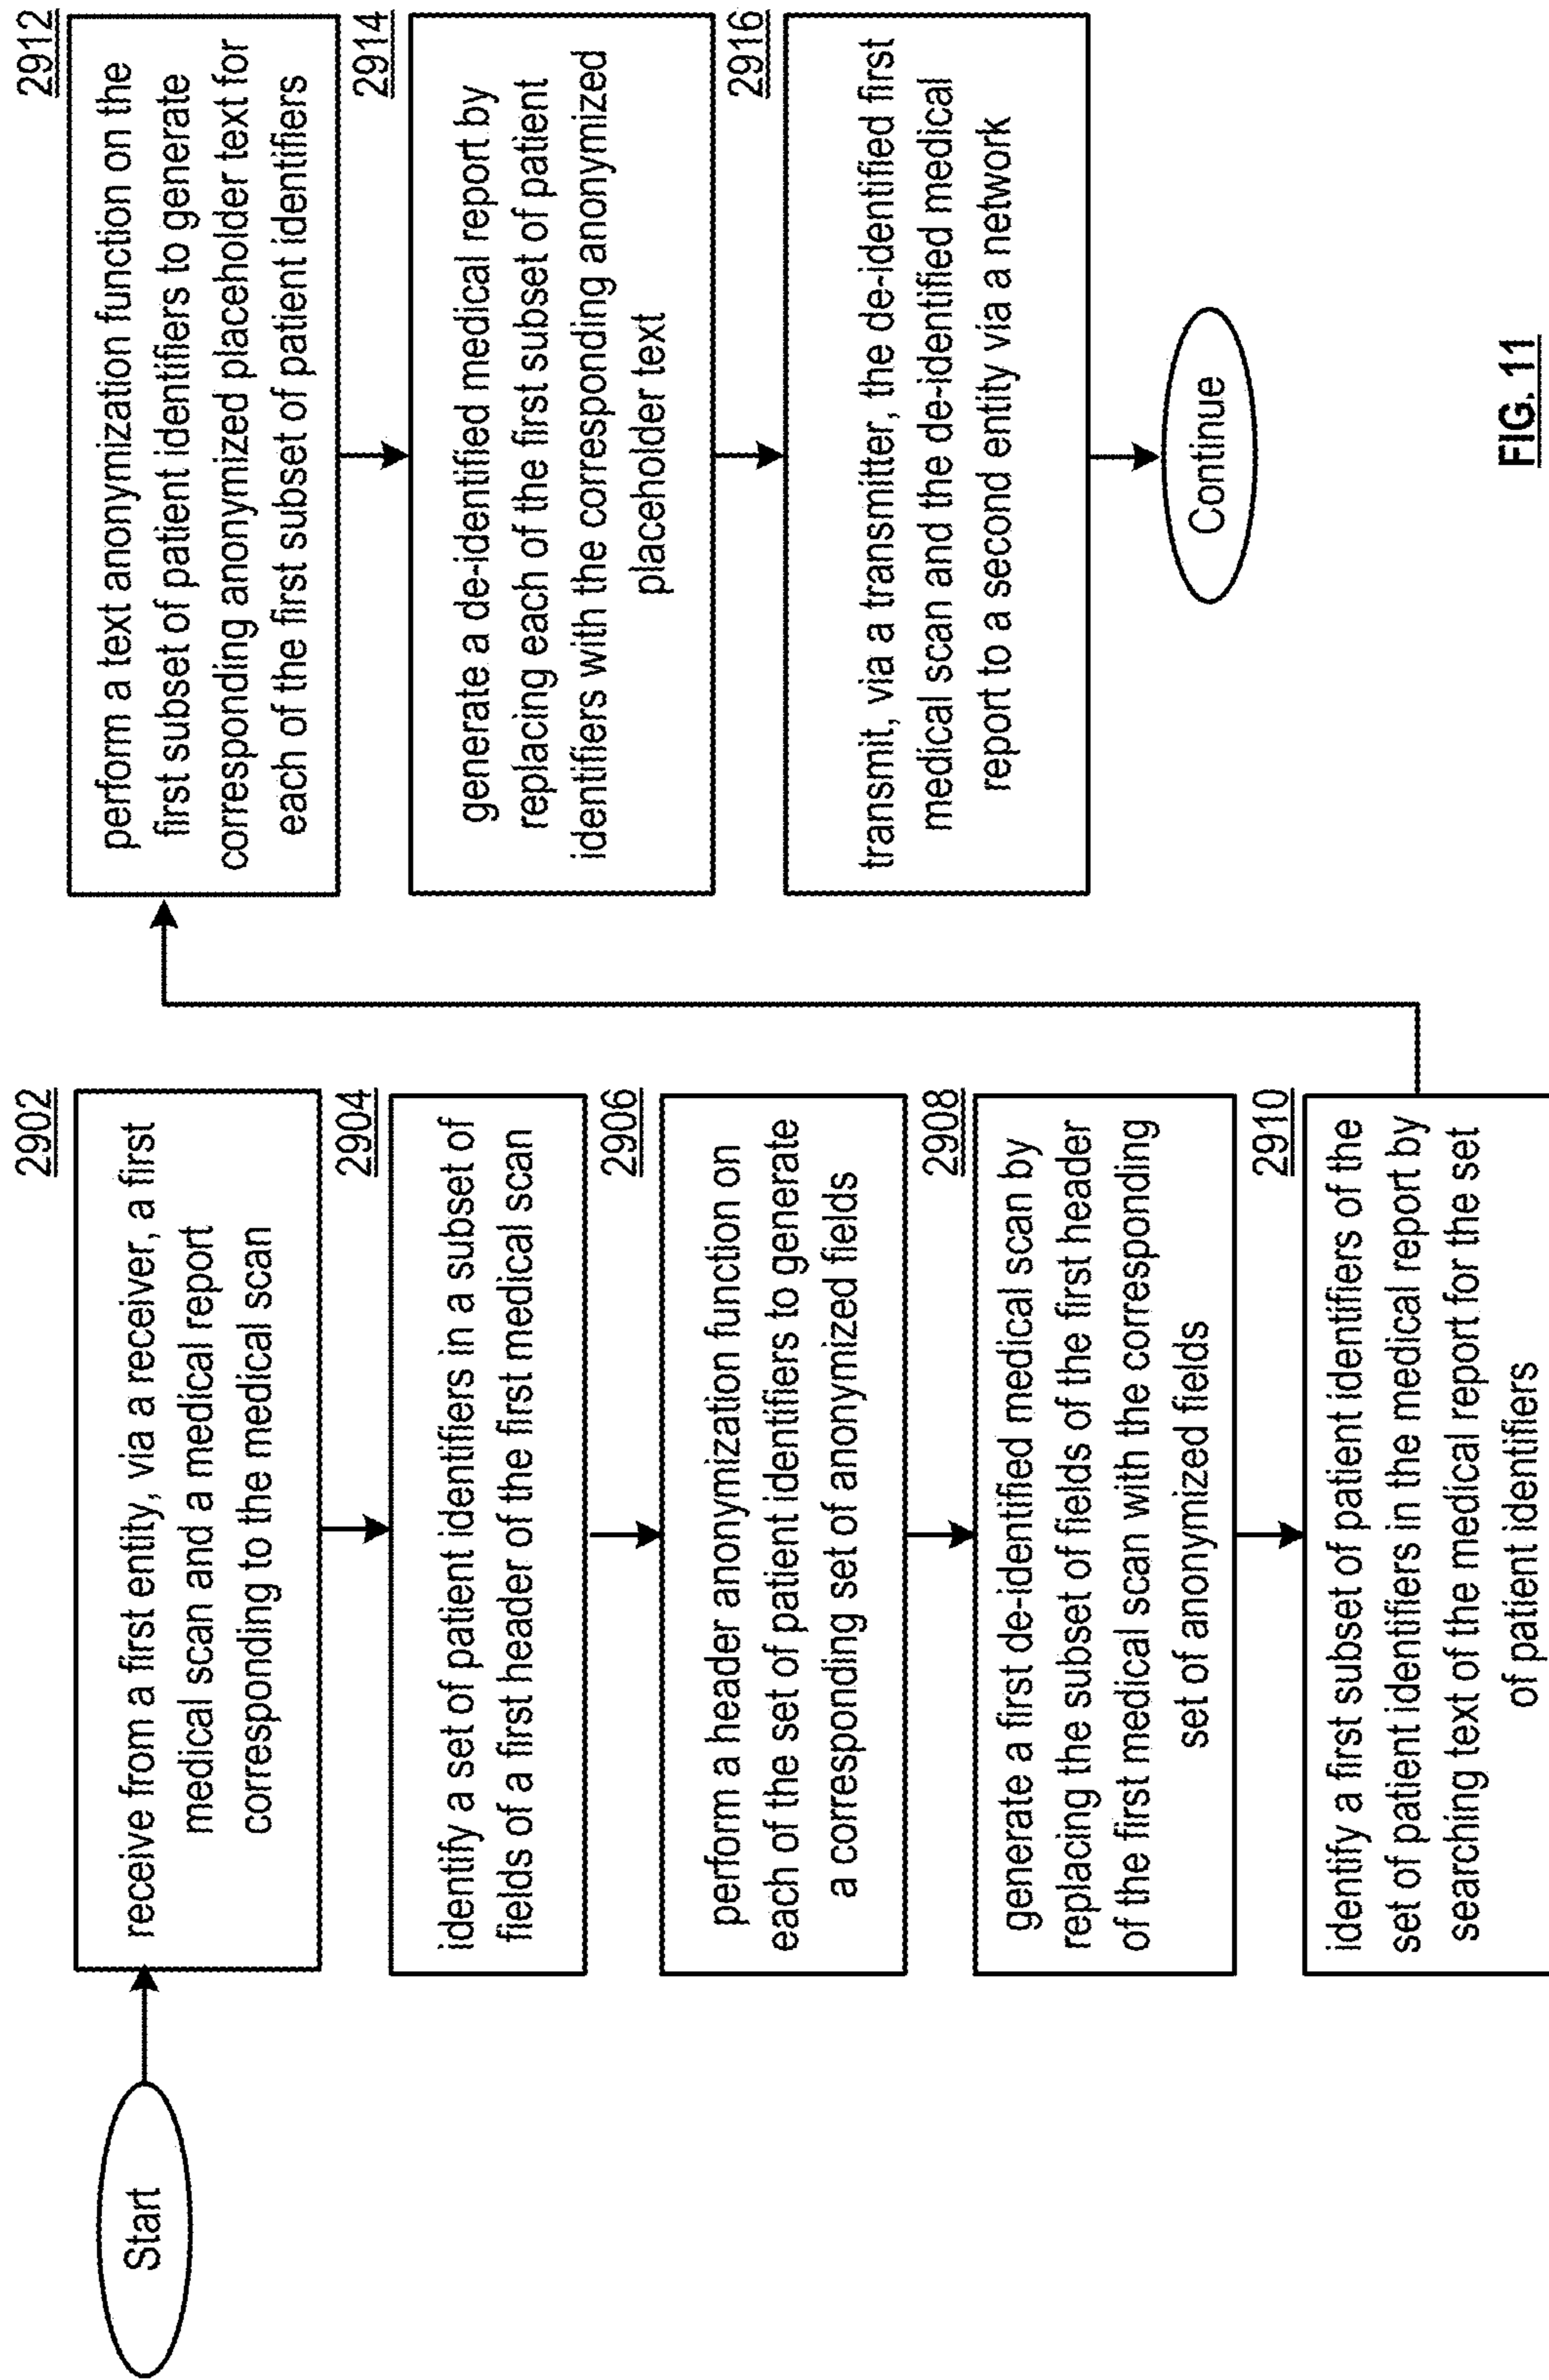 Start
2902
receive from a first entity, via a receiver, a first
medical scan and a medical report
corresponding to the medical scan
2904
identify a set of patient identifiers in a subset of
fields of a first header of the first medical scan
2906
perform a header anonymization function on
each of the set of patient identifiers to generate
a corresponding set of anonymized fields
2908
generate a first de-identified medical scan by
replacing the subset of fields of the first header
of the first medical scan with the corresponding
set of anonymized fields
2910
identify a first subset of patient identifiers of the
set of patient identifiers in the medical report by
searching text of the medical report for the set
of patient identifiers
2912
perform a text anonymization function on the
first subset of patient identifiers to generate
corresponding anonymized placeholder text for
each of the first subset of patient identifiers
2914
generate a de-identified medical report by
replacing each of the first subset of patient
identifiers with the corresponding anonymized
placeholder text
2916
transmit, via a transmitter, the de-identified first
medical scan and the de-identified medical
report to a second entity via a network
Continue
FIG. 11